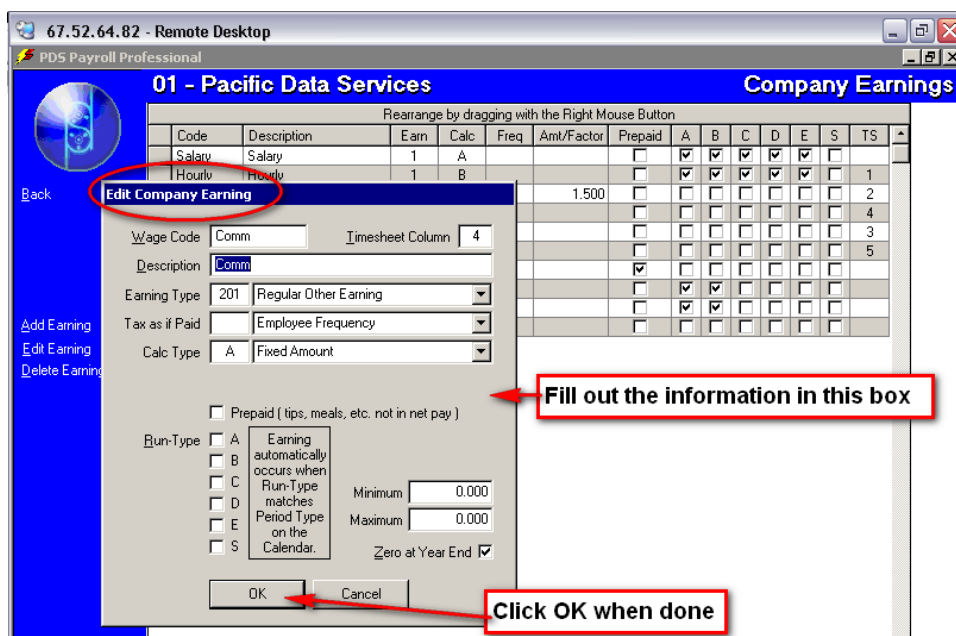 67.52.64.82 - Remote Desktop
PDS Payroll Professional
01 - Pacific Data Services Company Earnings
Rearrange by dragging with the Right Mouse Button
Code Description Earn Calc Freq Amt/Factor Prepaid A B C D E S TS
Salary Salary 1 A
Hourly Hourly 1 B 1
Back
Edit Company Earning
1.500 2
4
3
5
Wage Code Comm Timesheet Column 4
Description Comm
Earning Type 201 Regular Other Earning
Tax as if Paid Employee Frequency
Calc Type A Fixed Amount
Add Earning
Edit Earning
Delete Earning
Fill out the information in this box
Prepaid ( tips, meals, etc. not in net pay )
Run-Type A
B
C
D
E
S
Earning
automatically
occurs when
Run-Type
matches
Period Type
on the
Calendar.
Minimum 0.000
Maximum 0.000
Zero at Year End
OK Cancel
Click OK when done